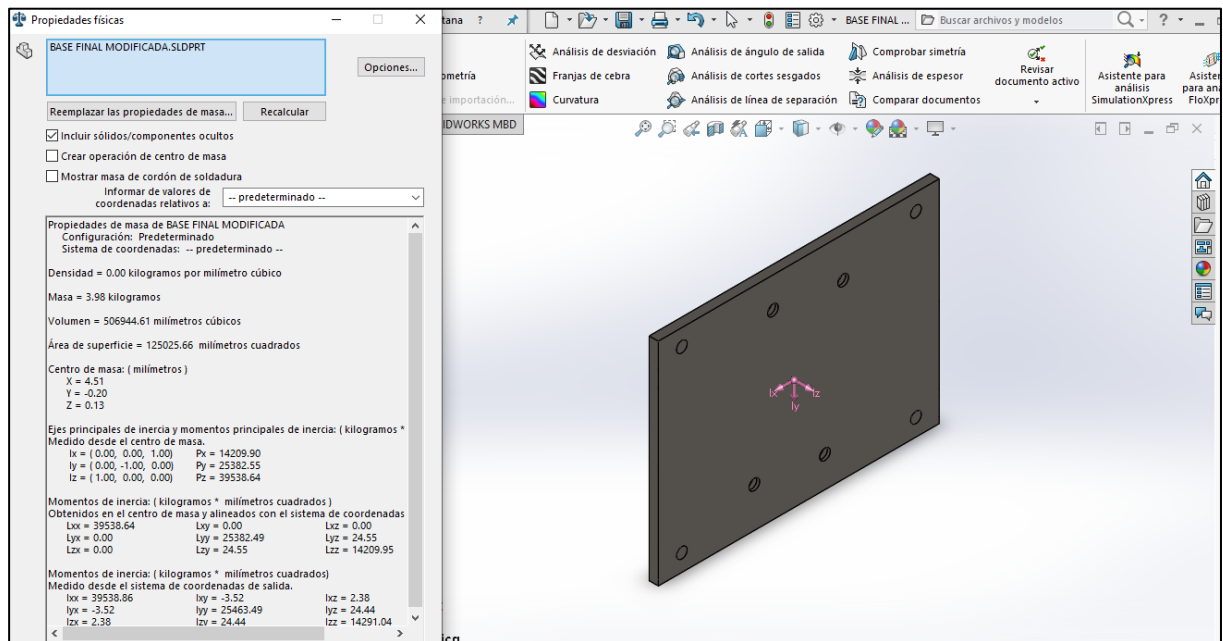 Propiedades físicas
BASE FINAL MODIFICADA.SLDPRT
Opciones...
Reemplazar las propiedades de masa...
Recalcular
Incluir sólidos/componentes ocultos
Crear operación de centro de masa
Mostrar masa de cordón de soldadura
Informar de valores de
coordenadas relativos a:
-- predeterminado --
Propiedades de masa de BASE FINAL MODIFICADA
Configuración: Predeterminado
Sistema de coordenadas: -- predeterminado --
Densidad = 0.00 kilogramos por milímetro cúbico
Masa = 3.98 kilogramos
Volumen = 506944.61 milímetros cúbicos
Área de superficie = 125025.66 milímetros cuadrados
Centro de masa: ( milímetros )
X = 4.51
Y = -0.20
Z = 0.13
Ejes principales de inercia y momentos principales de inercia: ( kilogramos *
Medido desde el centro de masa.
Ix = ( 0.00, 0.00, 1.00) Px = 14209.90
Iy = ( 0.00, -1.00, 0.00) Py = 25382.55
Iz = ( 1.00, 0.00, 0.00) Pz = 39538.64
Momentos de inercia: ( kilogramos * milímetros cuadrados )
Obtenidos en el centro de masa y alineados con el sistema de coordenadas
Lxx = 39538.64 Lxy = 0.00 Lxz = 0.00
Lyx = 0.00 Lyy = 25382.49 Lyz = 24.55
Lzx = 0.00 Lzy = 24.55 Lzz = 14209.95
Momentos de inercia: ( kilogramos * milímetros cuadrados)
Medido desde el sistema de coordenadas de salida.
Ixx = 39538.86 Ixy = -3.52 Ixz = 2.38
Iyx = -3.52 Iyy = 25463.49 Iyz = 24.44
Izx = 2.38 Izy = 24.44 Izz = 14291.04
tana ?
BASE FINAL ...
Buscar archivos y modelos
?
Análisis de desviación
Análisis de ángulo de salida
Comprobar simetría
ometría
Franjas de cebra
Análisis de cortes sesgados
Análisis de espesor
e importación...
Curvatura
Análisis de línea de separación
Comparar documentos
Revisar
documento activo
Asistente para
análisis
SimulationXpress
Asister
para ana
FloXpr
IDWORKS MBD
Ix
Iy
Iz